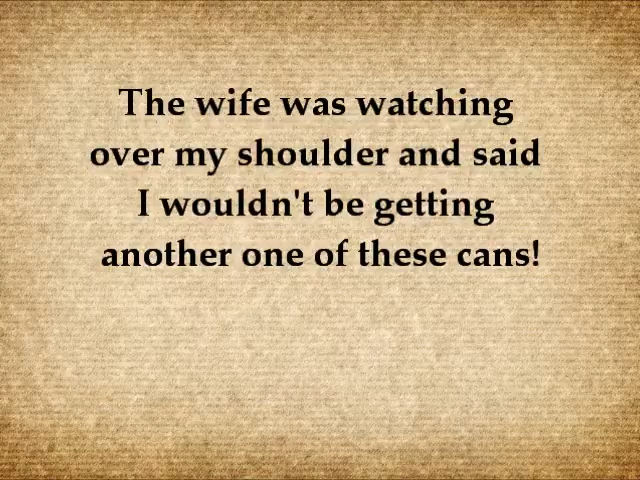 The wife was watching
over my shoulder and said
I wouldn't be getting
another one of these cans!